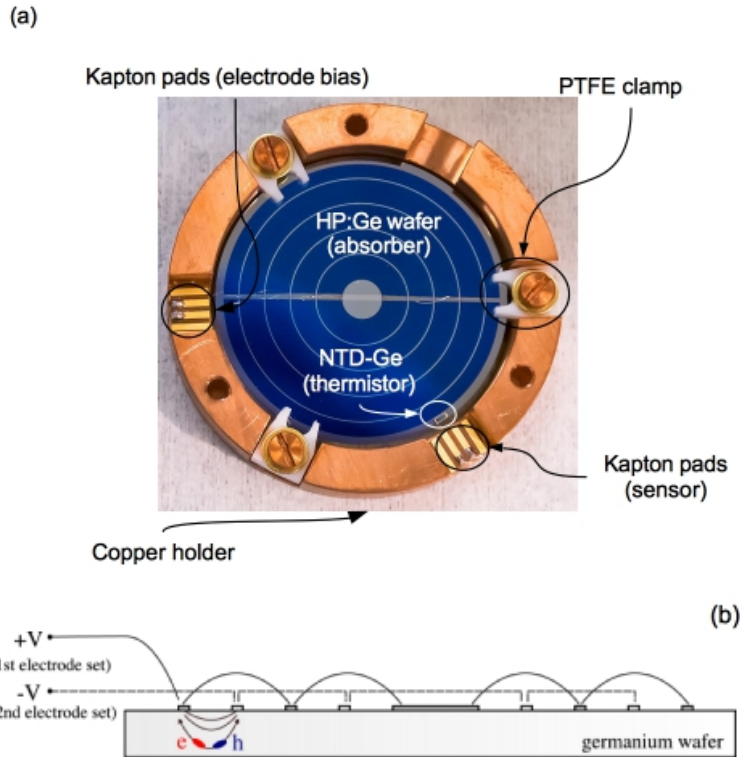 (a)
Kapton pads (electrode bias)
PTFE clamp
HP:Ge wafer
(absorber)
NTD-Ge
(thermistor)
Kapton pads
(sensor)
Copper holder
(b)
+V
1st electrode set)
-V
2nd electrode set)
e h
germanium wafer